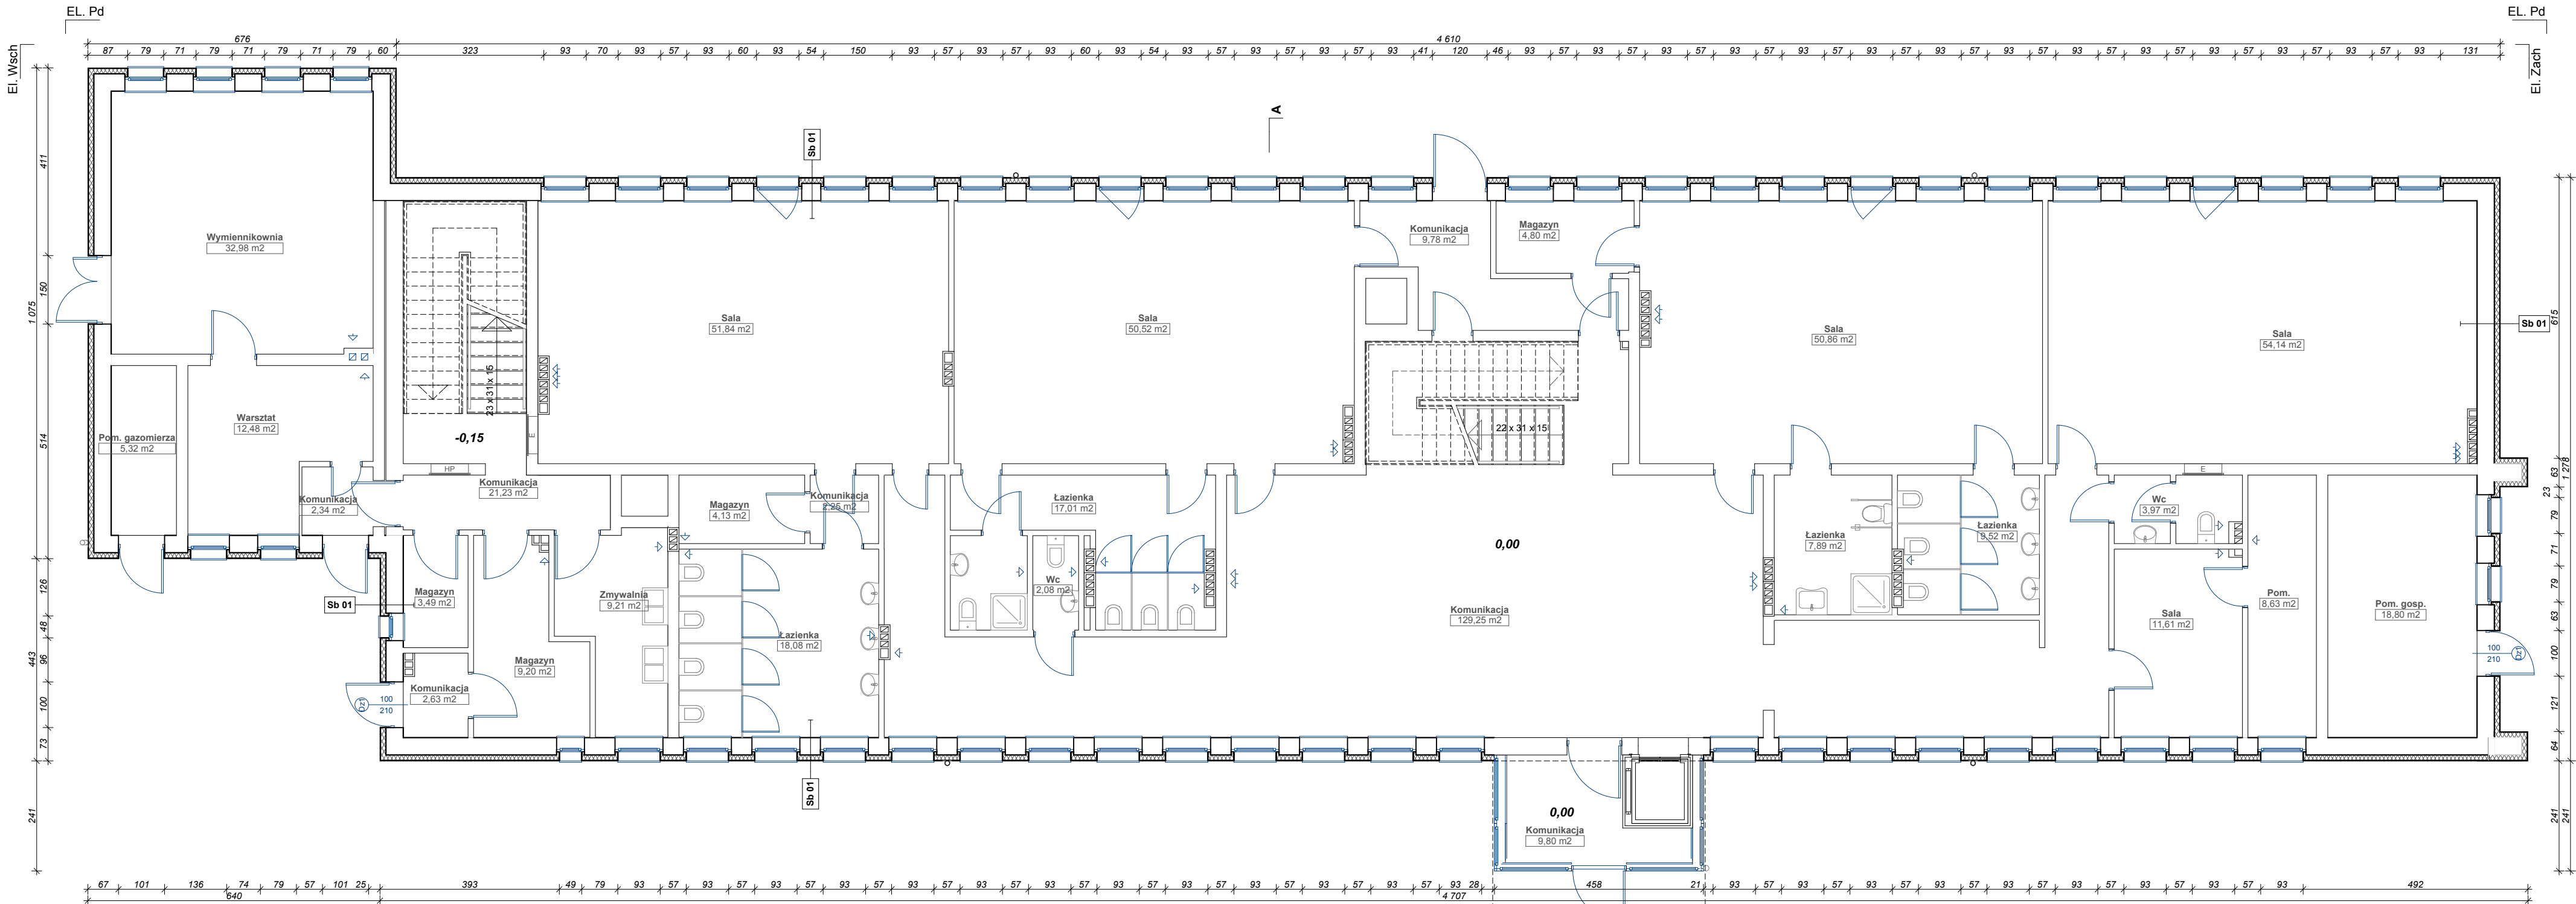 EL. Pd
EL. Pd
El. Wsch
El. Zach
676
4 610
87 79 71 79 71 79 71 79 60 323 93 70 93 57 93 60 93 54 150 93 57 93 57 93 60 93 54 93 57 93 57 93 57 93 41 120 46 93 57 93 57 93 57 93 57 93 57 93 57 93 57 93 57 93 57 93 57 93 57 93 57 93 57 93 131
A
Sb 01
411
150
514
1 075
126
48
96
100
73
443
241
Wymiennikownia
32,98 m2
Warsztat
12,48 m2
Pom. gazomierza
5,32 m2
Komunikacja
2,34 m2
-0,15
23 x 31 x 15
E
HP
Komunikacja
21,23 m2
Sala
51,84 m2
Sala
50,52 m2
Komunikacja
9,78 m2
Magazyn
4,80 m2
Sala
50,86 m2
Sala
54,14 m2
Sb 01
22 x 31 x 15
Magazyn
4,13 m2
Komunikacja
2,25 m2
Łazienka
17,01 m2
0,00
Łazienka
7,89 m2
Łazienka
9,52 m2
E
Wc
3,97 m2
Sb 01
Magazyn
3,49 m2
Zmywalnia
9,21 m2
Wc
2,08 m2
Komunikacja
129,25 m2
Sala
11,61 m2
Pom.
8,63 m2
Pom. gosp.
18,80 m2
Łazienka
18,08 m2
Magazyn
9,20 m2
Komunikacja
2,63 m2
Dz1
100
210
100
210
Dz1
Sb 01
0,00
Komunikacja
9,80 m2
615
63
23
1 278
79
71
79
63
100
121
64
241
241
67 101 136 74 79 57 101 25 393 49 79 93 57 93 57 93 57 93 57 93 57 93 57 93 57 93 57 93 57 93 57 93 57 93 57 93 57 93 28 458 21 93 57 93 57 93 57 93 57 93 57 93 57 93 57 93 57 93 492
640
4 707